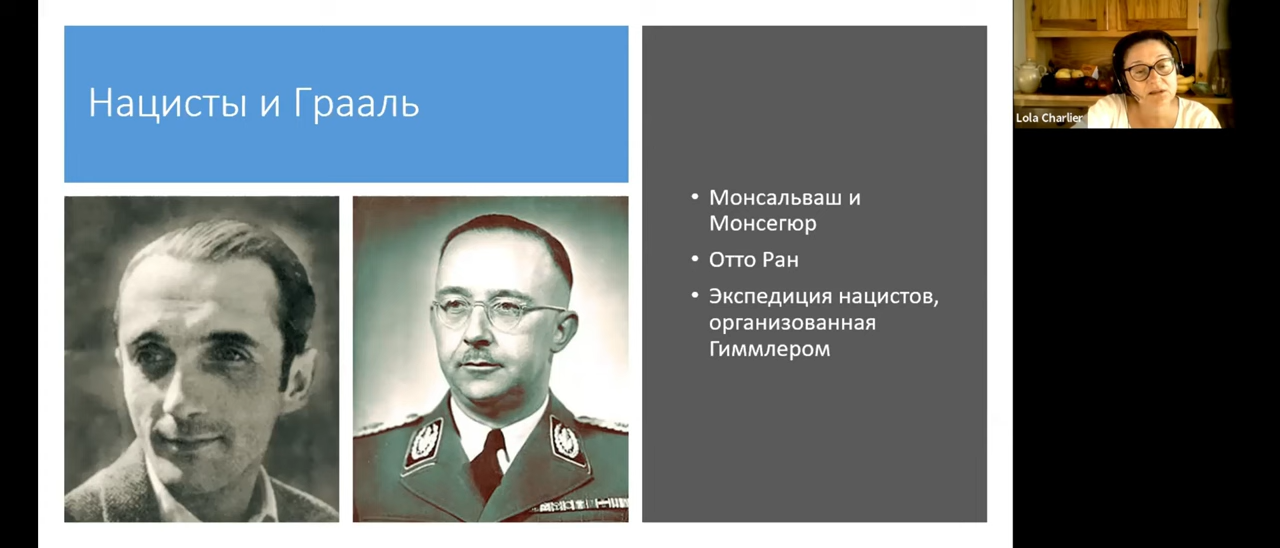 Нацисты и Грааль
• Монсальваш и
Монсегюр
• Отто Ран
• Экспедиция нацистов,
организованная
Гиммлером
Lola Charlier